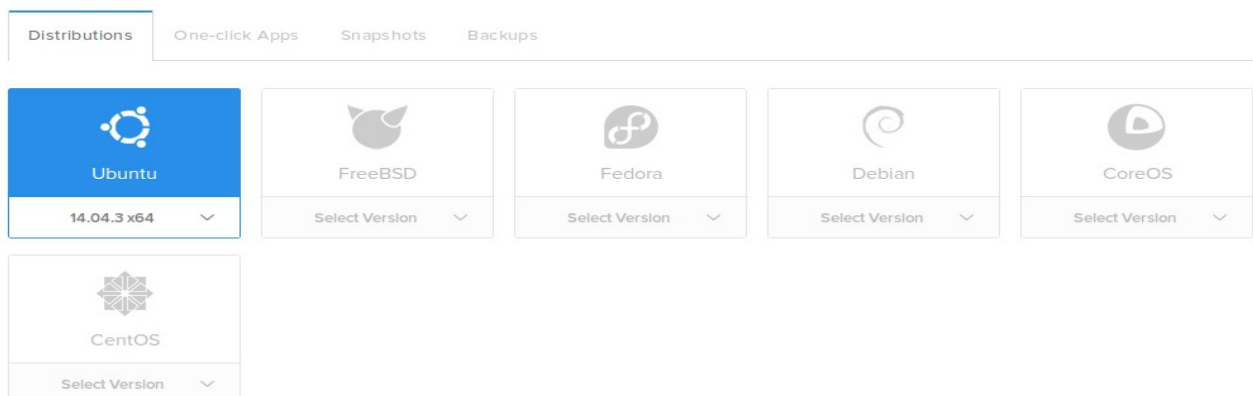 Distributions One-click Apps Snapshots Backups
Ubuntu FreeBSD Fedora Debian CoreOS
14.04.3 x64 Select Version Select Version Select Version Select Version
CentOS
Select Version